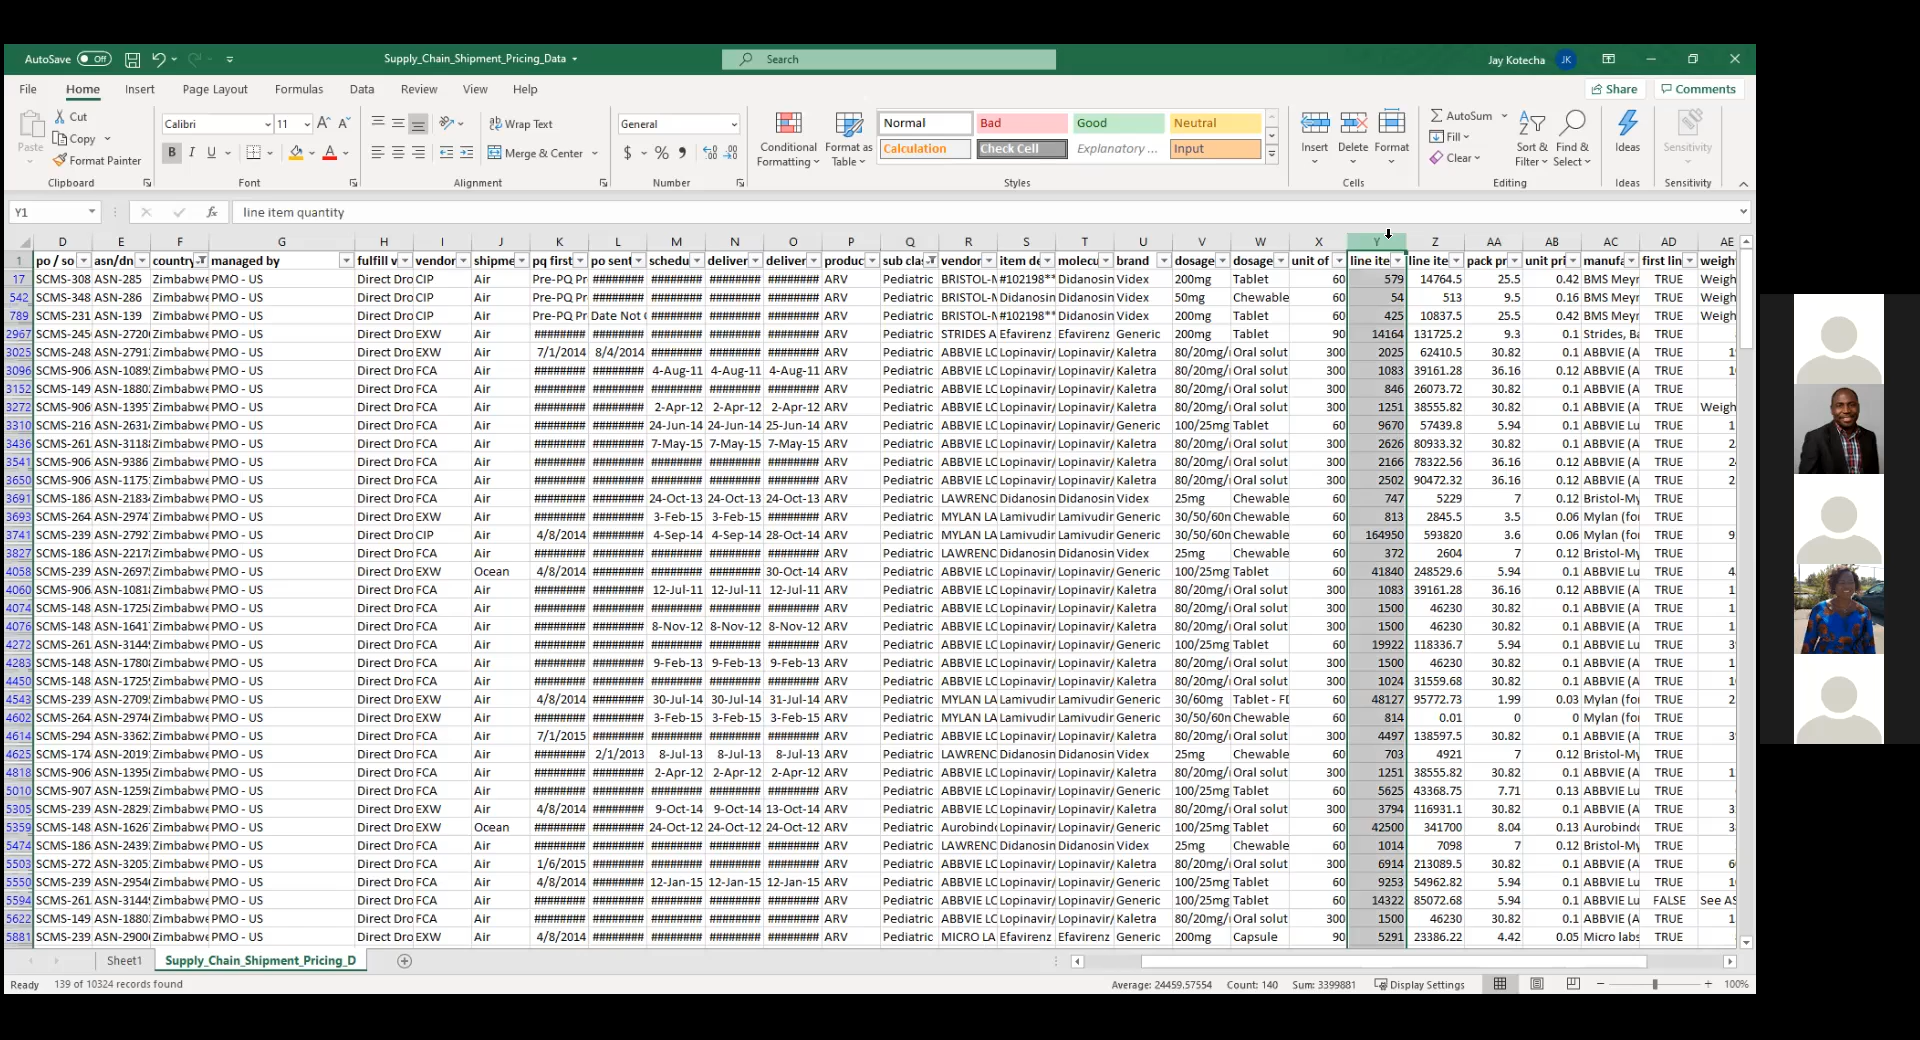 AutoSave Off Supply_Chain_Shipment_Pricing_Data Search Jay Kotecha JK
File Home Insert Page Layout Formulas Data Review View Help Share Comments
Paste Cut Copy Format Painter Clipboard
Calibri 11 B I U Font
Wrap Text Merge & Center Alignment
General $ % Number
Conditional Formatting Format as Table
Normal Bad Good Neutral
Calculation Check Cell Explanatory ... Input
Styles
Insert Delete Format Cells
AutoSum Fill Clear Sort & Filter Find & Select Editing
Ideas Ideas Sensitivity Sensitivity
Y1 fx line item quantity
D E F G H I J K L M N O P Q R S T U V W X Y Z AA AB AC AD AE
1 po / so asn/dn country managed by fulfill v vendor shipme pq first po sent schedu deliver deliver produc sub cla vendor item de molecu brand dosage dosage unit of line ite line ite pack pr unit pri manufa first lin weigh
17 SCMS-308 ASN-285 Zimbabwe PMO - US Direct Dro CIP Air Pre-PQ Pr ######## ######## ######## ######## ARV Pediatric BRISTOL-M #102198** Didanosin Videx 200mg Tablet 60 579 14764.5 25.5 0.42 BMS Meyr TRUE Weigh
542 SCMS-348 ASN-286 Zimbabwe PMO - US Direct Dro CIP Air Pre-PQ Pr ######## ######## ######## ######## ARV Pediatric BRISTOL-M Didanosin Didanosin Videx 50mg Chewable 60 54 513 9.5 0.16 BMS Meyr TRUE Weigh
789 SCMS-231 ASN-139 Zimbabwe PMO - US Direct Dro CIP Air Pre-PQ Pr Date Not ######## ######## ######## ARV Pediatric BRISTOL-M #102198** Didanosin Videx 200mg Tablet 60 425 10837.5 25.5 0.42 BMS Meyr TRUE Weigh
2967 SCMS-245 ASN-2720 Zimbabwe PMO - US Direct Dro EXW Air ######## ######## ######## ######## ######## ARV Pediatric STRIDES A Efavirenz Efavirenz Generic 200mg Tablet 90 14164 131725.2 9.3 0.1 Strides, Ba TRUE
3025 SCMS-248 ASN-2791 Zimbabwe PMO - US Direct Dro EXW Air 7/1/2014 8/4/2014 ######## ######## ######## ARV Pediatric ABBVIE LO Lopinavir/ Lopinavir/ Kaletra 80/20mg/ Oral solut 300 2025 62410.5 30.82 0.1 ABBVIE (A TRUE
3096 SCMS-906 ASN-1089 Zimbabwe PMO - US Direct Dro FCA Air ######## ######## 4-Aug-11 4-Aug-11 4-Aug-11 ARV Pediatric ABBVIE LO Lopinavir/ Lopinavir/ Kaletra 80/20mg/ Oral solut 300 1083 39161.28 36.16 0.12 ABBVIE (A TRUE
3152 SCMS-149 ASN-1880 Zimbabwe PMO - US Direct Dro FCA Air ######## ######## ######## ######## ######## ARV Pediatric ABBVIE LO Lopinavir/ Lopinavir/ Kaletra 80/20mg/ Oral solut 300 846 26073.72 30.82 0.1 ABBVIE (A TRUE
3272 SCMS-906 ASN-1395 Zimbabwe PMO - US Direct Dro FCA Air ######## ######## 2-Apr-12 2-Apr-12 2-Apr-12 ARV Pediatric ABBVIE LO Lopinavir/ Lopinavir/ Kaletra 80/20mg/ Oral solut 300 1251 38555.82 30.82 0.1 ABBVIE (A TRUE Weigh
3310 SCMS-216 ASN-2631 Zimbabwe PMO - US Direct Dro FCA Air ######## ######## 24-Jun-14 24-Jun-14 25-Jun-14 ARV Pediatric ABBVIE LO Lopinavir/ Lopinavir/ Generic 100/25mg Tablet 60 9670 57439.8 5.94 0.1 ABBVIE Lu TRUE
3436 SCMS-261 ASN-3118 Zimbabwe PMO - US Direct Dro FCA Air ######## ######## 7-May-15 7-May-15 7-May-15 ARV Pediatric ABBVIE LO Lopinavir/ Lopinavir/ Kaletra 80/20mg/ Oral solut 300 2626 80933.32 30.82 0.1 ABBVIE (A TRUE
3541 SCMS-906 ASN-9386 Zimbabwe PMO - US Direct Dro FCA Air ######## ######## ######## ######## ######## ARV Pediatric ABBVIE LO Lopinavir/ Lopinavir/ Kaletra 80/20mg/ Oral solut 300 2166 78322.56 36.16 0.12 ABBVIE (A TRUE
3650 SCMS-906 ASN-1175 Zimbabwe PMO - US Direct Dro FCA Air ######## ######## ######## ######## ######## ARV Pediatric ABBVIE LO Lopinavir/ Lopinavir/ Kaletra 80/20mg/ Oral solut 300 2502 90472.32 36.16 0.12 ABBVIE (A TRUE
3691 SCMS-186 ASN-2183 Zimbabwe PMO - US Direct Dro FCA Air ######## ######## 24-Oct-13 24-Oct-13 24-Oct-13 ARV Pediatric LAWRENC Didanosin Didanosin Videx 25mg Chewable 60 747 5229 7 0.12 Bristol-My TRUE
3693 SCMS-264 ASN-2974 Zimbabwe PMO - US Direct Dro FCA Air ######## ######## 3-Feb-15 3-Feb-15 ######## ARV Pediatric MYLAN LA Lamivudir Lamivudir Generic 30/50/60m Chewable 60 813 2845.5 3.5 0.06 Mylan (for TRUE
3741 SCMS-239 ASN-2792 Zimbabwe PMO - US Direct Dro CIP Air 4/8/2014 ######## 4-Sep-14 4-Sep-14 28-Oct-14 ARV Pediatric MYLAN LA Lamivudir Lamivudir Generic 30/50/60m Chewable 60 164950 593820 3.6 0.06 Mylan (for TRUE
3827 SCMS-186 ASN-2217 Zimbabwe PMO - US Direct Dro FCA Air ######## ######## ######## ######## ######## ARV Pediatric LAWRENC Didanosin Didanosin Videx 25mg Chewable 60 372 2604 7 0.12 Bristol-My TRUE
4058 SCMS-239 ASN-2697 Zimbabwe PMO - US Direct Dro EXW Ocean 4/8/2014 ######## ######## ######## 30-Oct-14 ARV Pediatric ABBVIE LO Lopinavir/ Lopinavir/ Generic 100/25mg Tablet 60 41840 248529.6 5.94 0.1 ABBVIE Lu TRUE
4060 SCMS-906 ASN-1081 Zimbabwe PMO - US Direct Dro FCA Air ######## ######## 12-Jul-11 12-Jul-11 12-Jul-11 ARV Pediatric ABBVIE LO Lopinavir/ Lopinavir/ Kaletra 80/20mg/ Oral solut 300 1083 39161.28 36.16 0.12 ABBVIE (A TRUE
4074 SCMS-148 ASN-1725 Zimbabwe PMO - US Direct Dro FCA Air ######## ######## ######## ######## ######## ARV Pediatric ABBVIE LO Lopinavir/ Lopinavir/ Kaletra 80/20mg/ Oral solut 300 1500 46230 30.82 0.1 ABBVIE (A TRUE
4076 SCMS-148 ASN-1641 Zimbabwe PMO - US Direct Dro FCA Air ######## ######## 8-Nov-12 8-Nov-12 8-Nov-12 ARV Pediatric ABBVIE LO Lopinavir/ Lopinavir/ Kaletra 80/20mg/ Oral solut 300 1500 46230 30.82 0.1 ABBVIE (A TRUE
4272 SCMS-261 ASN-3144 Zimbabwe PMO - US Direct Dro FCA Air ######## ######## ######## ######## ######## ARV Pediatric ABBVIE LO Lopinavir/ Lopinavir/ Generic 100/25mg Tablet 60 19922 118336.7 5.94 0.1 ABBVIE Lu TRUE
4283 SCMS-148 ASN-1780 Zimbabwe PMO - US Direct Dro FCA Air ######## ######## 9-Feb-13 9-Feb-13 9-Feb-13 ARV Pediatric ABBVIE LO Lopinavir/ Lopinavir/ Kaletra 80/20mg/ Oral solut 300 1500 46230 30.82 0.1 ABBVIE (A TRUE
4450 SCMS-148 ASN-1725 Zimbabwe PMO - US Direct Dro FCA Air ######## ######## ######## ######## ######## ARV Pediatric ABBVIE LO Lopinavir/ Lopinavir/ Kaletra 80/20mg/ Oral solut 300 1024 31559.68 30.82 0.1 ABBVIE (A TRUE
4543 SCMS-239 ASN-2709 Zimbabwe PMO - US Direct Dro EXW Air 4/8/2014 ######## 30-Jul-14 30-Jul-14 31-Jul-14 ARV Pediatric MYLAN LA Lamivudir Lamivudir Generic 30/60mg Tablet - FD 60 48127 95772.73 1.99 0.03 Mylan (for TRUE
4602 SCMS-264 ASN-2974 Zimbabwe PMO - US Direct Dro EXW Air ######## ######## 3-Feb-15 3-Feb-15 3-Feb-15 ARV Pediatric MYLAN LA Lamivudir Lamivudir Generic 30/50/60m Chewable 60 814 0.01 0 0 Mylan (for TRUE
4614 SCMS-294 ASN-3362 Zimbabwe PMO - US Direct Dro FCA Air 7/1/2015 ######## ######## ######## ######## ARV Pediatric ABBVIE LO Lopinavir/ Lopinavir/ Kaletra 80/20mg/ Oral solut 300 4497 138597.5 30.82 0.1 ABBVIE (A TRUE
4625 SCMS-174 ASN-2019 Zimbabwe PMO - US Direct Dro FCA Air ######## 2/1/2013 8-Jul-13 8-Jul-13 8-Jul-13 ARV Pediatric LAWRENC Didanosin Didanosin Videx 25mg Chewable 60 703 4921 7 0.12 Bristol-My TRUE
4818 SCMS-906 ASN-1395 Zimbabwe PMO - US Direct Dro FCA Air ######## ######## 2-Apr-12 2-Apr-12 2-Apr-12 ARV Pediatric ABBVIE LO Lopinavir/ Lopinavir/ Kaletra 80/20mg/ Oral solut 300 1251 38555.82 30.82 0.1 ABBVIE (A TRUE
5010 SCMS-907 ASN-1259 Zimbabwe PMO - US Direct Dro FCA Air ######## ######## ######## ######## ######## ARV Pediatric ABBVIE LO Lopinavir/ Lopinavir/ Kaletra 100/25mg Tablet 60 5625 43368.75 7.71 0.13 ABBVIE Lu TRUE
5305 SCMS-239 ASN-2829 Zimbabwe PMO - US Direct Dro EXW Air 4/8/2014 ######## 9-Oct-14 9-Oct-14 13-Oct-14 ARV Pediatric ABBVIE LO Lopinavir/ Lopinavir/ Kaletra 80/20mg/ Oral solut 300 3794 116931.1 30.82 0.1 ABBVIE (A TRUE
5359 SCMS-148 ASN-1626 Zimbabwe PMO - US Direct Dro EXW Ocean ######## ######## 24-Oct-12 24-Oct-12 24-Oct-12 ARV Pediatric Aurobindo Lopinavir/ Lopinavir/ Generic 100/25mg Tablet 60 42500 341700 8.04 0.13 Aurobindo TRUE
5474 SCMS-186 ASN-2439 Zimbabwe PMO - US Direct Dro FCA Air ######## ######## ######## ######## ######## ARV Pediatric LAWRENC Didanosin Didanosin Videx 25mg Chewable 60 1014 7098 7 0.12 Bristol-My TRUE
5503 SCMS-272 ASN-3205 Zimbabwe PMO - US Direct Dro FCA Air 1/6/2015 ######## ######## ######## ######## ARV Pediatric ABBVIE LO Lopinavir/ Lopinavir/ Kaletra 80/20mg/ Oral solut 300 6914 213089.5 30.82 0.1 ABBVIE (A TRUE
5550 SCMS-239 ASN-2954 Zimbabwe PMO - US Direct Dro FCA Air 4/8/2014 ######## 12-Jan-15 12-Jan-15 12-Jan-15 ARV Pediatric ABBVIE LO Lopinavir/ Lopinavir/ Generic 100/25mg Tablet 60 9253 54962.82 5.94 0.1 ABBVIE Lu TRUE
5594 SCMS-261 ASN-3144 Zimbabwe PMO - US Direct Dro FCA Air ######## ######## ######## ######## ######## ARV Pediatric ABBVIE LO Lopinavir/ Lopinavir/ Generic 100/25mg Tablet 60 14322 85072.68 5.94 0.1 ABBVIE Lu FALSE See AS
5622 SCMS-149 ASN-1880 Zimbabwe PMO - US Direct Dro FCA Air ######## ######## ######## ######## ######## ARV Pediatric ABBVIE LO Lopinavir/ Lopinavir/ Kaletra 80/20mg/ Oral solut 300 1500 46230 30.82 0.1 ABBVIE (A TRUE
5881 SCMS-239 ASN-2900 Zimbabwe PMO - US Direct Dro EXW Air 4/8/2014 ######## ######## ######## ######## ARV Pediatric MICRO LA Efavirenz Efavirenz Generic 200mg Capsule 90 5291 23386.22 4.42 0.05 Micro labs TRUE
Sheet1 Supply_Chain_Shipment_Pricing_D
Ready 139 of 10324 records found Average: 24459.57554 Count: 140 Sum: 3399881 Display Settings 100%